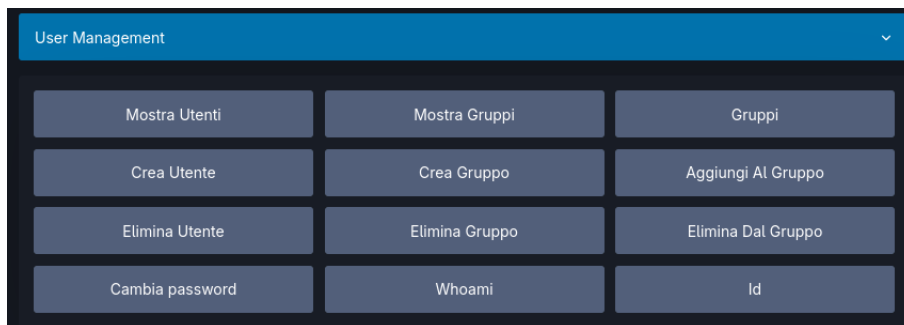 User Management
Mostra Utenti
Mostra Gruppi
Gruppi
Crea Utente
Crea Gruppo
Aggiungi Al Gruppo
Elimina Utente
Elimina Gruppo
Elimina Dal Gruppo
Cambia password
Whoami
Id